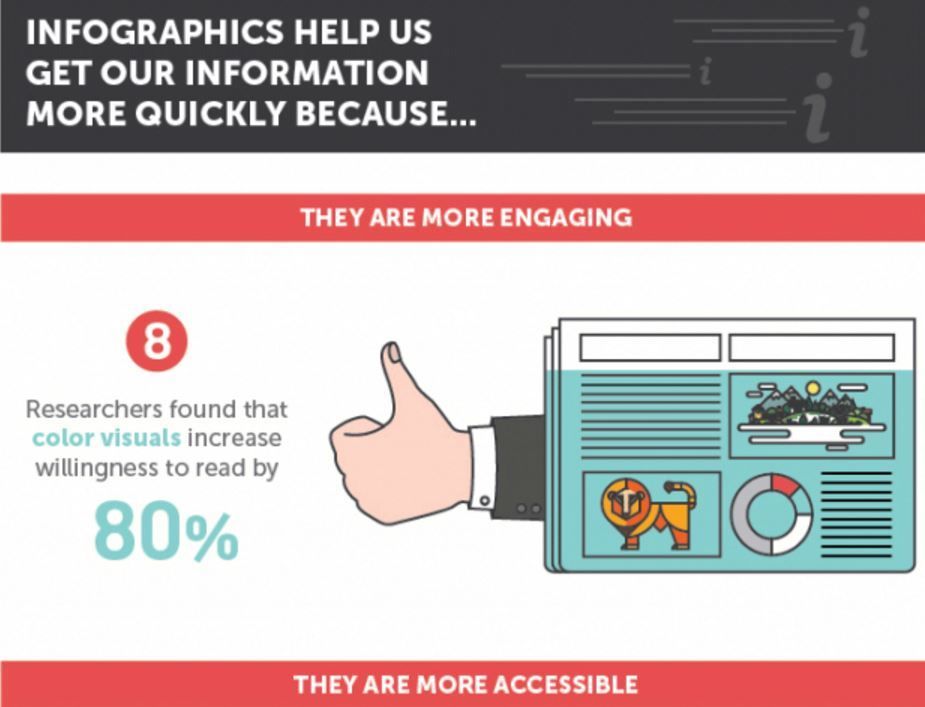 INFOGRAPHICS HELP US
GET OUR INFORMATION
MORE QUICKLY BECAUSE...
i
i
i
THEY ARE MORE ENGAGING
8
Researchers found that
color visuals increase
willingness to read by
80%
THEY ARE MORE ACCESSIBLE